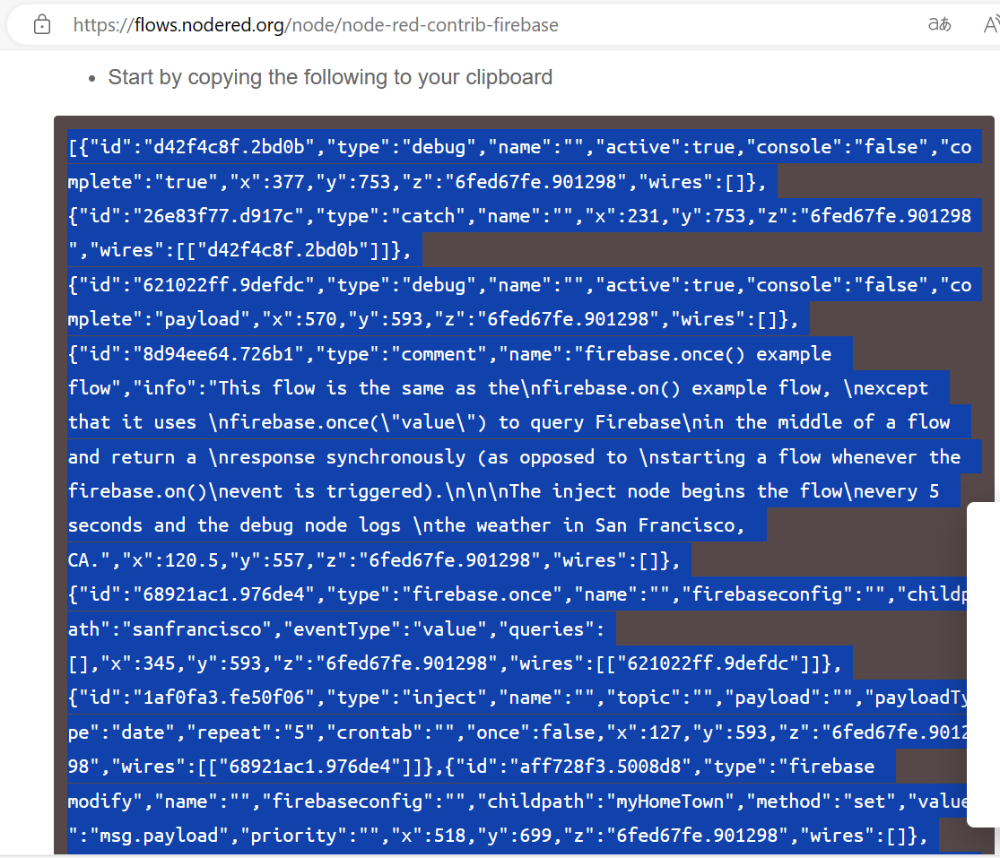 https://flows.nodered.org/node/node-red-contrib-firebase
aあ
A
• Start by copying the following to your clipboard
[{"id":"d42f4c8f.2bd0b","type":"debug","name":"","active":true,"console":"false","co
mplete":"true","x":377,"y":753,"z":"6fed67fe.901298","wires":[]},
{"id":"26e83f77.d917c","type":"catch","name":"","x":231,"y":753,"z":"6fed67fe.901298
","wires":[["d42f4c8f.2bd0b"]]},
{"id":"621022ff.9defdc","type":"debug","name":"","active":true,"console":"false","co
mplete":"payload","x":570,"y":593,"z":"6fed67fe.901298","wires":[]},
{"id":"8d94ee64.726b1","type":"comment","name":"firebase.once() example
flow","info":"This flow is the same as the\nfirebase.on() example flow, \nexcept
that it uses \nfirebase.once(\"value\") to query Firebase\nin the middle of a flow
and return a \nresponse synchronously (as opposed to \nstarting a flow whenever the
firebase.on()\nevent is triggered).\n\n\nThe inject node begins the flow\nevery 5
seconds and the debug node logs \nthe weather in San Francisco,
CA.","x":120.5,"y":557,"z":"6fed67fe.901298","wires":[]},
{"id":"68921ac1.976de4","type":"firebase.once","name":"","firebaseconfig":"","childp
ath":"sanfrancisco","eventType":"value","queries":
[],"x":345,"y":593,"z":"6fed67fe.901298","wires":[["621022ff.9defdc"]]},
{"id":"1af0fa3.fe50f06","type":"inject","name":"","topic":"","payload":"","payloadTy
pe":"date","repeat":"5","crontab":"","once":false,"x":127,"y":593,"z":"6fed67fe.9012
98","wires":[["68921ac1.976de4"]]},{"id":"aff728f3.5008d8","type":"firebase
modify","name":"","firebaseconfig":"","childpath":"myHomeTown","method":"set","value
":"msg.payload","priority":"","x":518,"y":699,"z":"6fed67fe.901298","wires":[]},